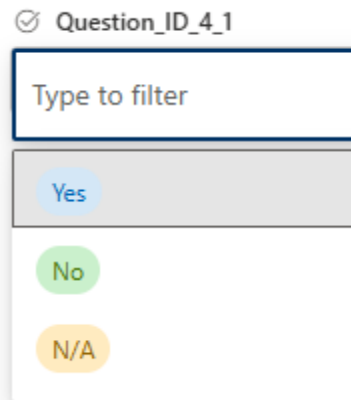 Question_ID_4_1
Type to filter
Yes
No
N/A